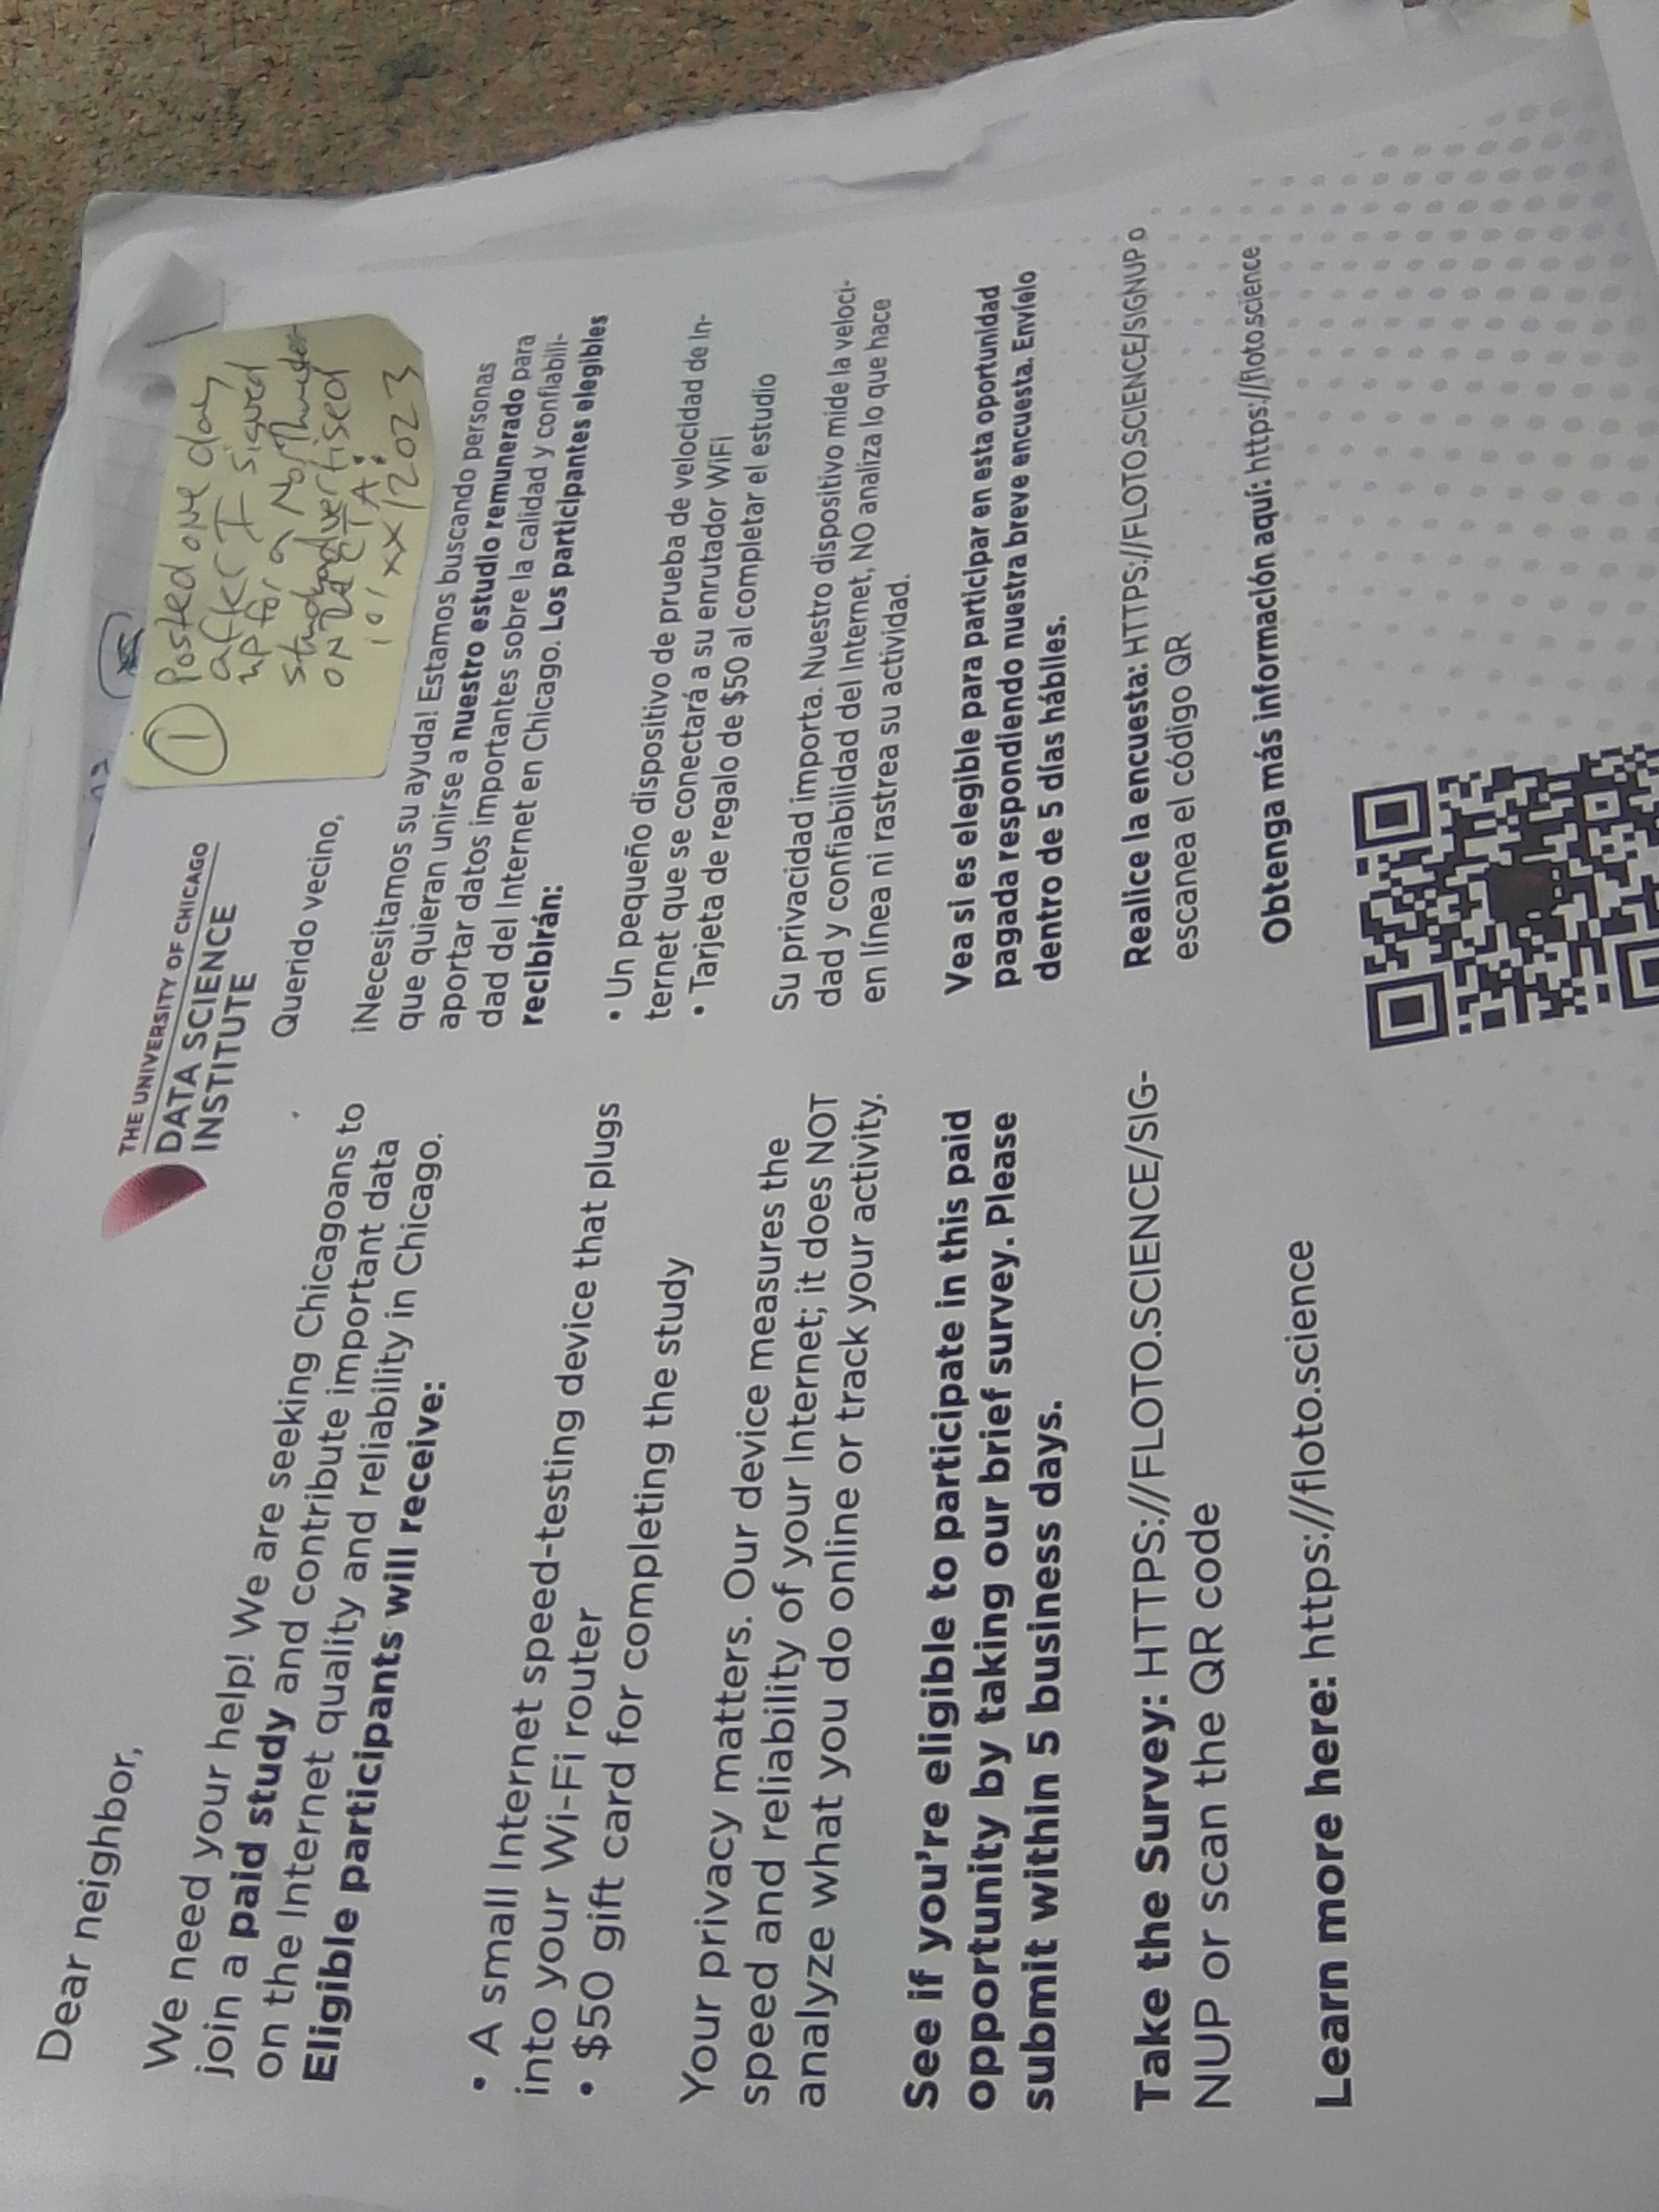 THE UNIVERSITY OF CHICAGO
DATA SCIENCE
INSTITUTE
1
Posted one day
after I signed
up for a Northwestern
study advertised
ON THE CTA:
10/XX/2023
Dear neighbor,
We need your help! We are seeking Chicagoans to
join a paid study and contribute important data
on the Internet quality and reliability in Chicago.
Eligible participants will receive:
• A small Internet speed-testing device that plugs
into your Wi-Fi router
• $50 gift card for completing the study
Your privacy matters. Our device measures the
speed and reliability of your Internet; it does NOT
analyze what you do online or track your activity.
See if you're eligible to participate in this paid
opportunity by taking our brief survey. Please
submit within 5 business days.
Take the Survey: HTTPS://FLOTO.SCIENCE/SIG-
NUP or scan the QR code
Learn more here: https://floto.science
Querido vecino,
¡Necesitamos su ayuda! Estamos buscando personas
que quieran unirse a nuestro estudio remunerado para
aportar datos importantes sobre la calidad y confiabili-
dad del Internet en Chicago. Los participantes elegibles
recibirán:
• Un pequeño dispositivo de prueba de velocidad de In-
ternet que se conectará a su enrutador WiFi
• Tarjeta de regalo de $50 al completar el estudio
Su privacidad importa. Nuestro dispositivo mide la veloci-
dad y confiabilidad del Internet, NO analiza lo que hace
en línea ni rastrea su actividad.
Vea si es elegible para participar en esta oportunidad
pagada respondiendo nuestra breve encuesta. Envíelo
dentro de 5 días hábiles.
Realice la encuesta: HTTPS://FLOTO.SCIENCE/SIGNUP o
escanea el código QR
Obtenga más información aquí: https://floto.science